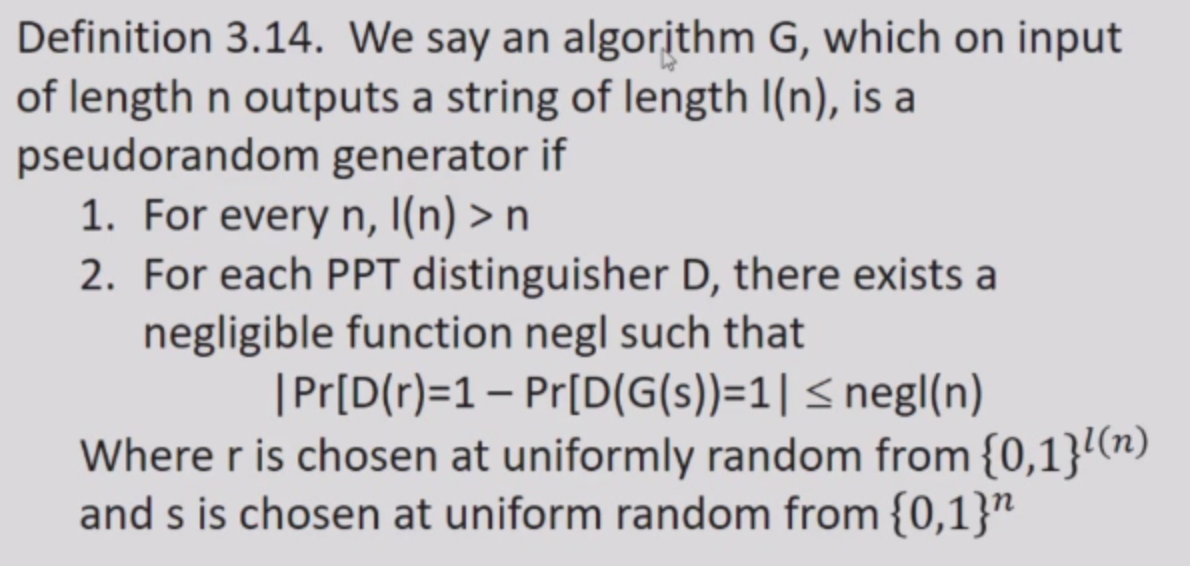 Definition 3.14. We say an algorithm G, which on input
of length n outputs a string of length l(n), is a
pseudorandom generator if
1. For every n, l(n) > n
2. For each PPT distinguisher D, there exists a
negligible function negl such that
|Pr[D(r)=1 – Pr[D(G(s))=1| ≤ negl(n)
Where r is chosen at uniformly random from {0,1}^{l(n)}
and s is chosen at uniform random from {0,1}^n